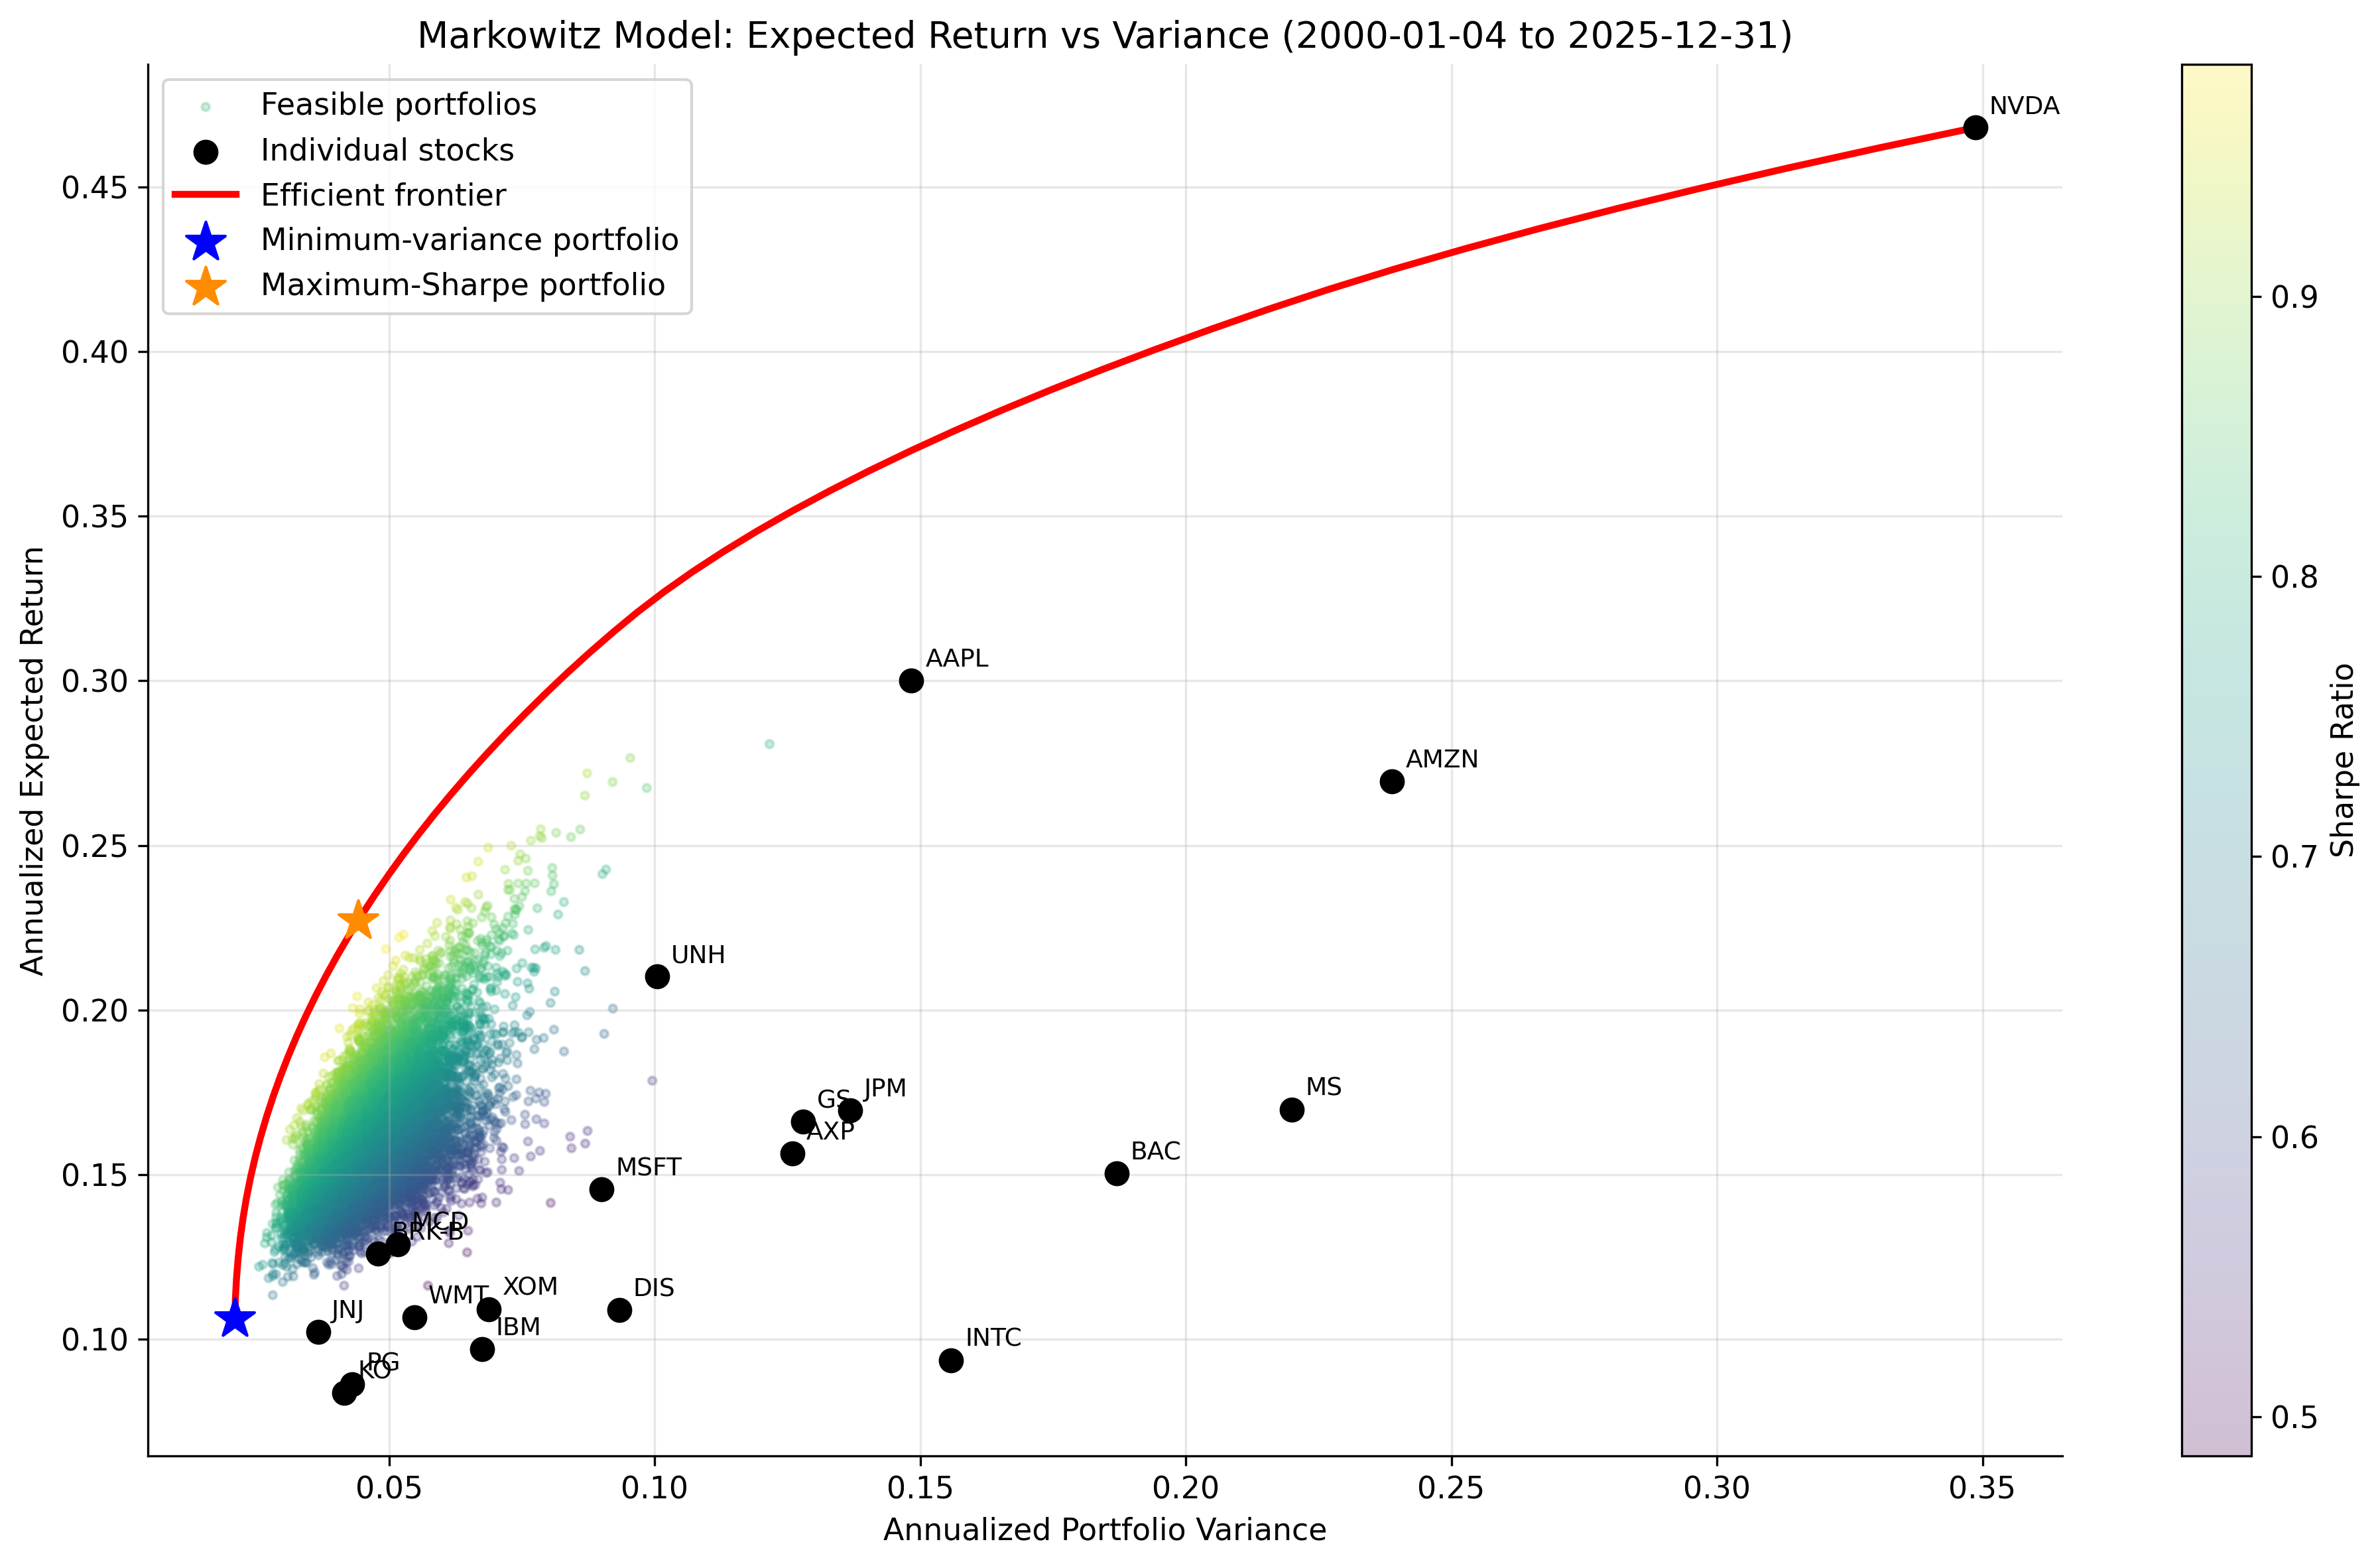 Markowitz Model: Expected Return vs Variance (2000-01-04 to 2025-12-31)
Feasible portfolios
Individual stocks
Efficient frontier
Minimum-variance portfolio
Maximum-Sharpe portfolio
Annualized Expected Return
0.45
0.40
0.35
0.30
0.25
0.20
0.15
0.10
NVDA
AAPL
AMZN
UNH
GS
JPM
AXP
MS
BAC
MSFT
MCD
BRK-B
JNJ
WMT
XOM
DIS
IBM
INTC
PG
KO
0.05
0.10
0.15
0.20
0.25
0.30
0.35
Annualized Portfolio Variance
0.9
0.8
0.7
0.6
0.5
Sharpe Ratio